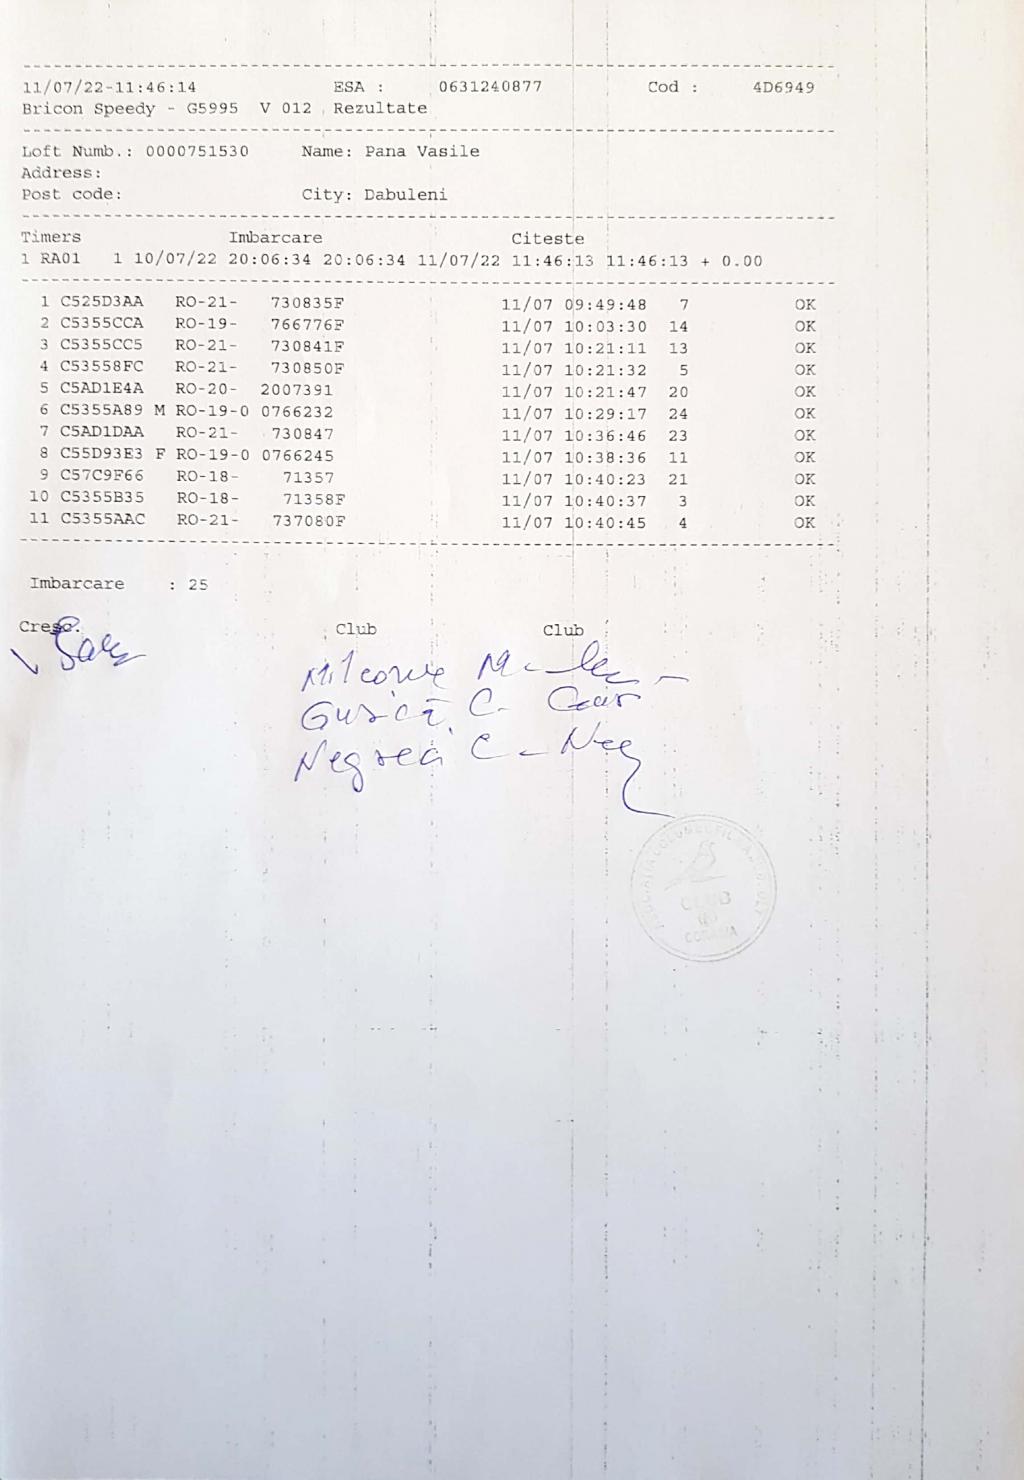 11/07/22-11:46:14 ESA : 0631240877 Cod : 4D6949
Bricon Speedy - G5995 V 012 Rezultate
Loft Numb.: 0000751530 Name: Pana Vasile
Address:
Post code: City: Dabuleni
Timers Imbarcare Citeste
1 RA01 1 10/07/22 20:06:34 20:06:34 11/07/22 11:46:13 11:46:13 + 0.00
1 C525D3AA RO-21- 730835F 11/07 09:49:48 7 OK
2 C5355CCA RO-19- 766776F 11/07 10:03:30 14 OK
3 C5355CC5 RO-21- 730841F 11/07 10:21:11 13 OK
4 C53558FC RO-21- 730850F 11/07 10:21:32 5 OK
5 C5AD1E4A RO-20- 2007391 11/07 10:21:47 20 OK
6 C5355A89 M RO-19-0 0766232 11/07 10:29:17 24 OK
7 C5AD1DAA RO-21- 730847 11/07 10:36:46 23 OK
8 C55D93E3 F RO-19-0 0766245 11/07 10:38:36 11 OK
9 C57C9F66 RO-18- 71357 11/07 10:40:23 21 OK
10 C5355B35 RO-18- 71358F 11/07 10:40:37 3 OK
11 C5355AAC RO-21- 737080F 11/07 10:40:45 4 OK
Imbarcare : 25
Cresc. Club Club
Gușcă C.
Negrea C.
CLUB
CORABIA